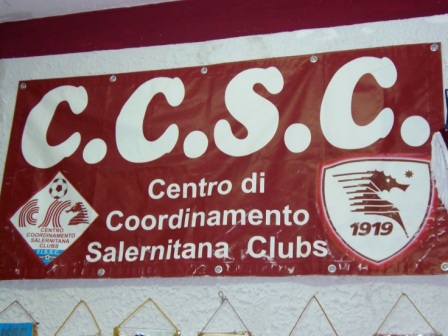 C.C.S.C.
Centro di
Coordinamento
Salernitana Clubs
CENTRO
COORDINAMENTO
SALERNITANA
CLUBS
1919